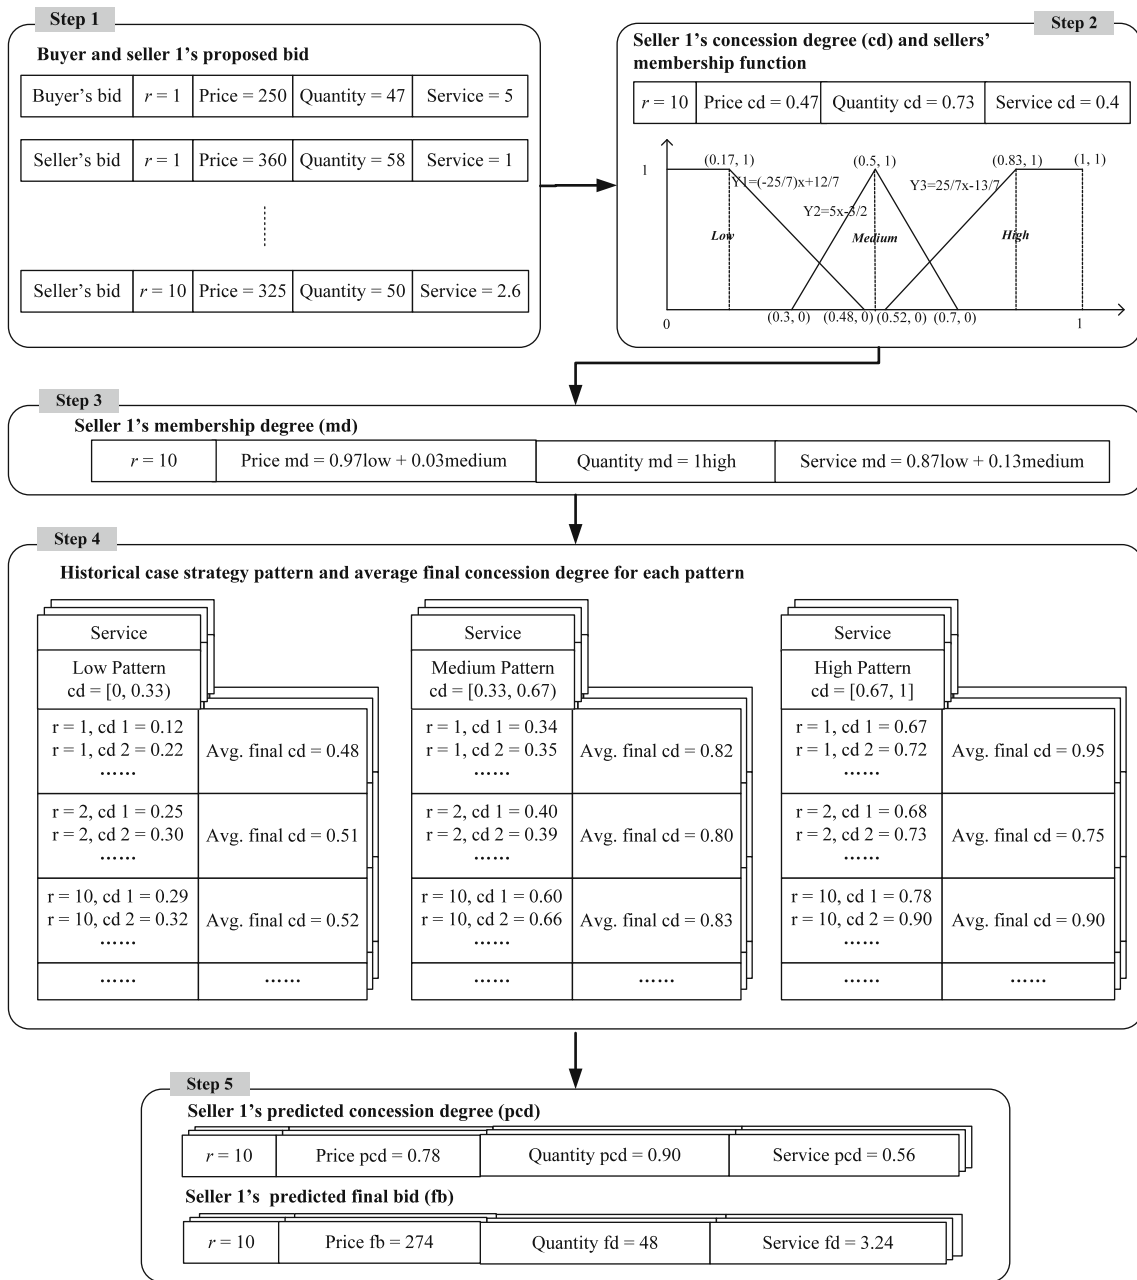 Step 1
Buyer and seller 1's proposed bid
Buyer's bid r = 1 Price = 250 Quantity = 47 Service = 5
Seller's bid r = 1 Price = 360 Quantity = 58 Service = 1
Seller's bid r = 10 Price = 325 Quantity = 50 Service = 2.6
Step 2
Seller 1's concession degree (cd) and sellers'
membership function
r = 10 Price cd = 0.47 Quantity cd = 0.73 Service cd = 0.4
(0.17, 1) (0.5, 1) (0.83, 1) (1, 1)
1
Y1=(-25/7)x+12/7 Y3=25/7x-13/7
Y2=5x-3/2
Low Medium High
(0.3, 0) (0.48, 0) (0.52, 0) (0.7, 0)
0 1
Step 3
Seller 1's membership degree (md)
r = 10 Price md = 0.97low + 0.03medium Quantity md = 1high Service md = 0.87low + 0.13medium
Step 4
Historical case strategy pattern and average final concession degree for each pattern
Service
Low Pattern
cd = [0, 0.33)
r = 1, cd 1 = 0.12
r = 1, cd 2 = 0.22
······
Avg. final cd = 0.48
r = 2, cd 1 = 0.25
r = 2, cd 2 = 0.30
······
Avg. final cd = 0.51
r = 10, cd 1 = 0.29
r = 10, cd 2 = 0.32
······
Avg. final cd = 0.52
······ ······
Service
Medium Pattern
cd = [0.33, 0.67)
r = 1, cd 1 = 0.34
r = 1, cd 2 = 0.35
······
Avg. final cd = 0.82
r = 2, cd 1 = 0.40
r = 2, cd 2 = 0.39
······
Avg. final cd = 0.80
r = 10, cd 1 = 0.60
r = 10, cd 2 = 0.66
······
Avg. final cd = 0.83
······ ······
Service
High Pattern
cd = [0.67, 1]
r = 1, cd 1 = 0.67
r = 1, cd 2 = 0.72
······
Avg. final cd = 0.95
r = 2, cd 1 = 0.68
r = 2, cd 2 = 0.73
······
Avg. final cd = 0.75
r = 10, cd 1 = 0.78
r = 10, cd 2 = 0.90
······
Avg. final cd = 0.90
······ ······
Step 5
Seller 1's predicted concession degree (pcd)
r = 10 Price pcd = 0.78 Quantity pcd = 0.90 Service pcd = 0.56
Seller 1's predicted final bid (fb)
r = 10 Price fb = 274 Quantity fd = 48 Service fd = 3.24